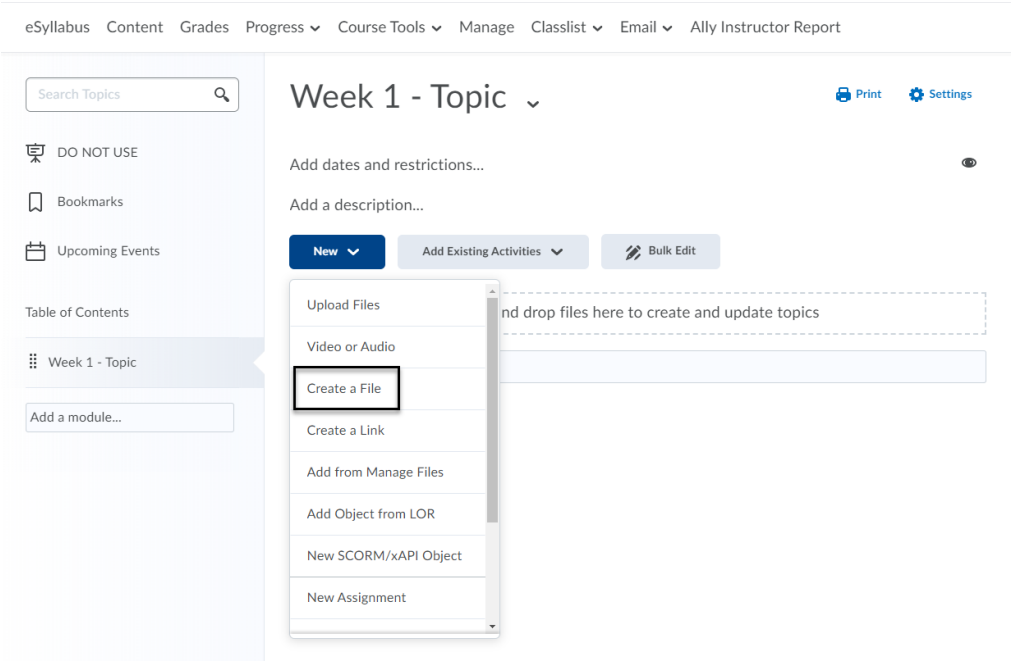 eSyllabus Content Grades Progress Course Tools Manage Classlist Email Ally Instructor Report
Search Topics
DO NOT USE
Bookmarks
Upcoming Events
Table of Contents
Week 1 - Topic
Add a module...
Week 1 - Topic
Print
Settings
Add dates and restrictions...
Add a description...
New
Add Existing Activities
Bulk Edit
nd drop files here to create and update topics
Upload Files
Video or Audio
Create a File
Create a Link
Add from Manage Files
Add Object from LOR
New SCORM/xAPI Object
New Assignment